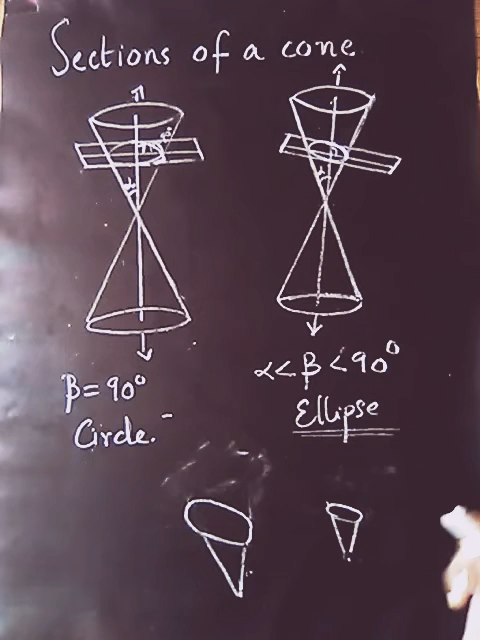 Sections of a cone
β = 90°
Circle.
α < β < 90°
Ellipse